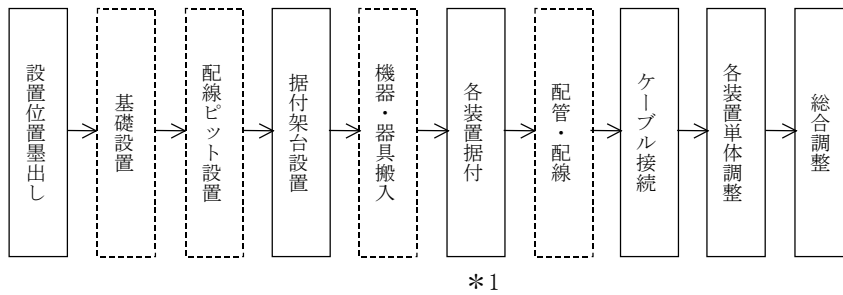 設置位置墨出し
基礎設置
配線ピット設置
据付架台設置
機器・器具搬入
各装置据付
配管・配線
ケーブル接続
各装置単体調整
総合調整
＊1